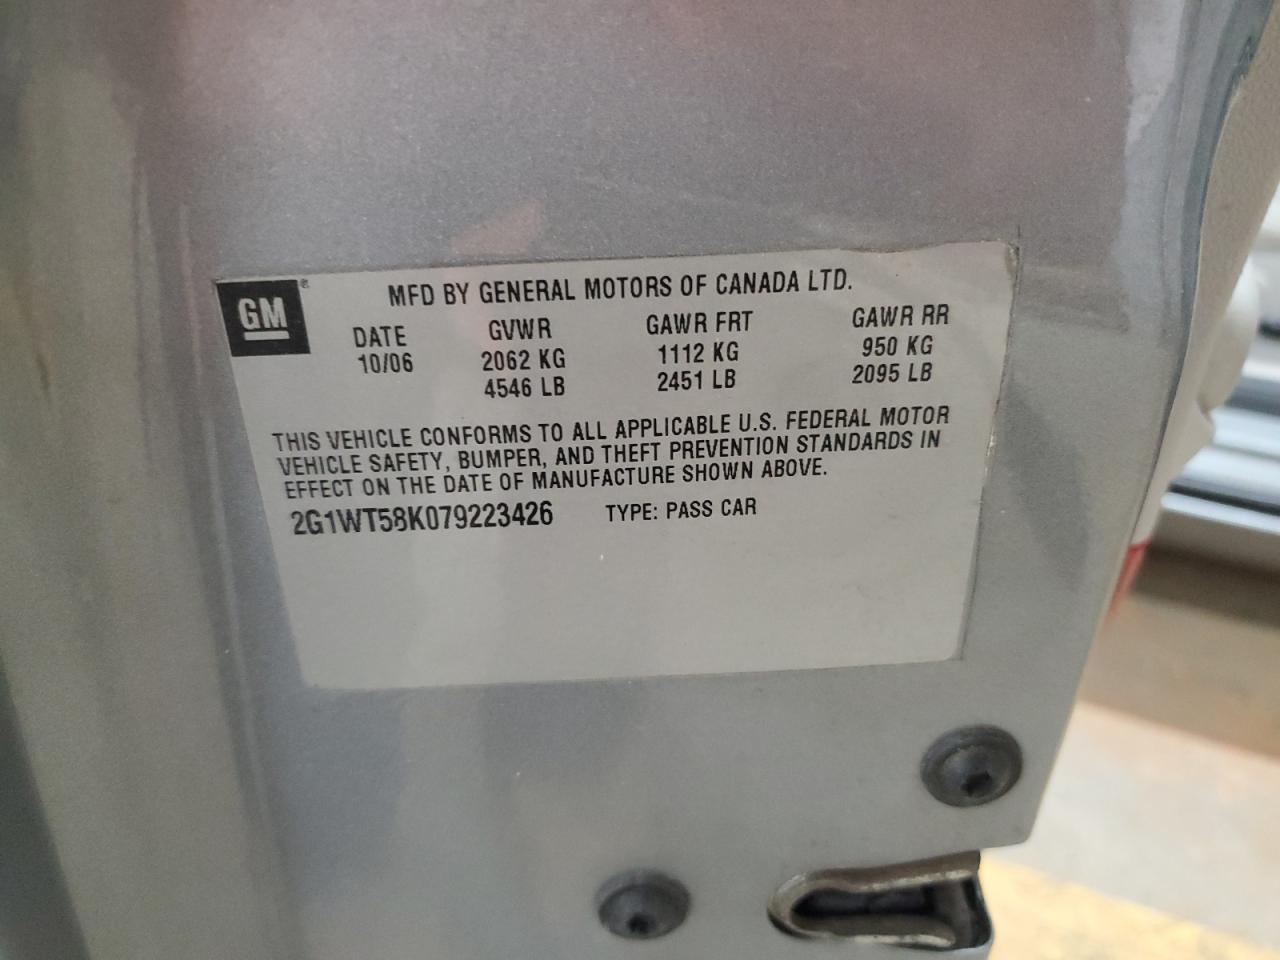 GM®
MFD BY GENERAL MOTORS OF CANADA LTD.
DATE GVWR GAWR FRT GAWR RR
10/06 2062 KG 1112 KG 950 KG
4546 LB 2451 LB 2095 LB
THIS VEHICLE CONFORMS TO ALL APPLICABLE U.S. FEDERAL MOTOR
VEHICLE SAFETY, BUMPER, AND THEFT PREVENTION STANDARDS IN
EFFECT ON THE DATE OF MANUFACTURE SHOWN ABOVE.
2G1WT58K079223426 TYPE: PASS CAR